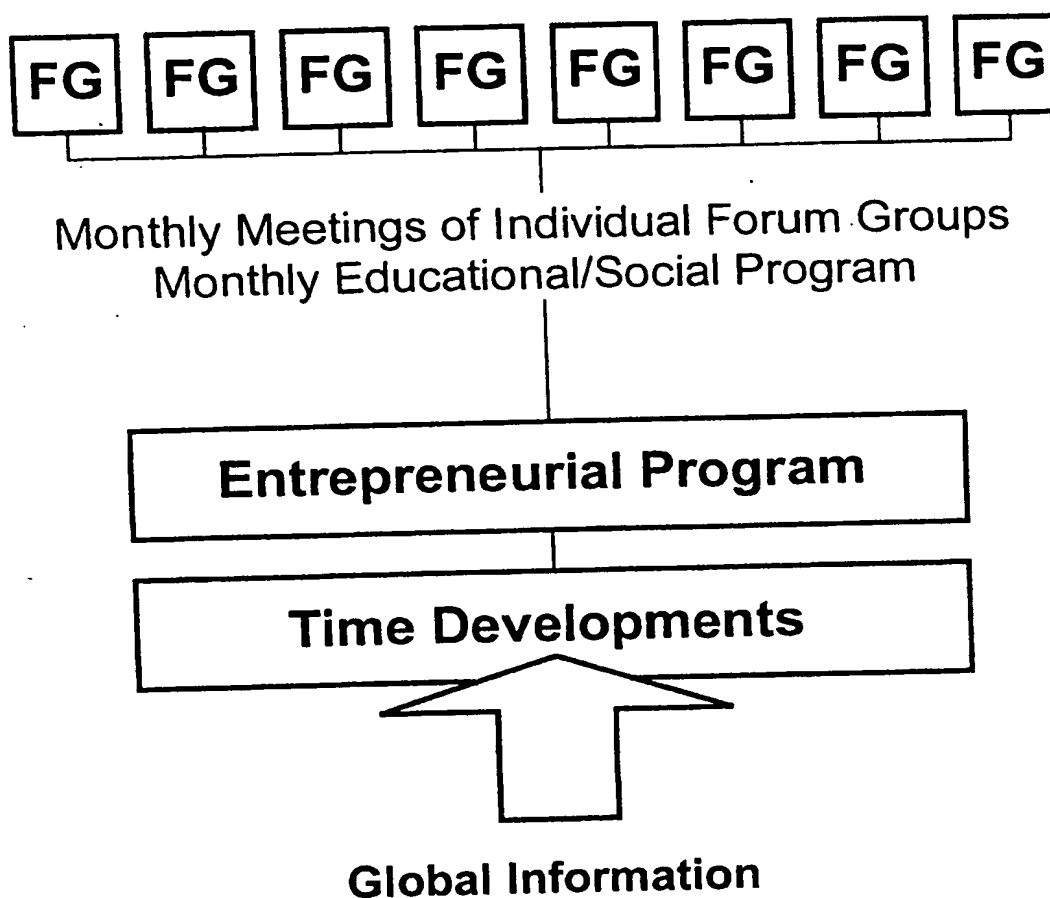 FG FG FG FG FG FG FG FG
Monthly Meetings of Individual Forum Groups
Monthly Educational/Social Program
Entrepreneurial Program
Time Developments
Global Information